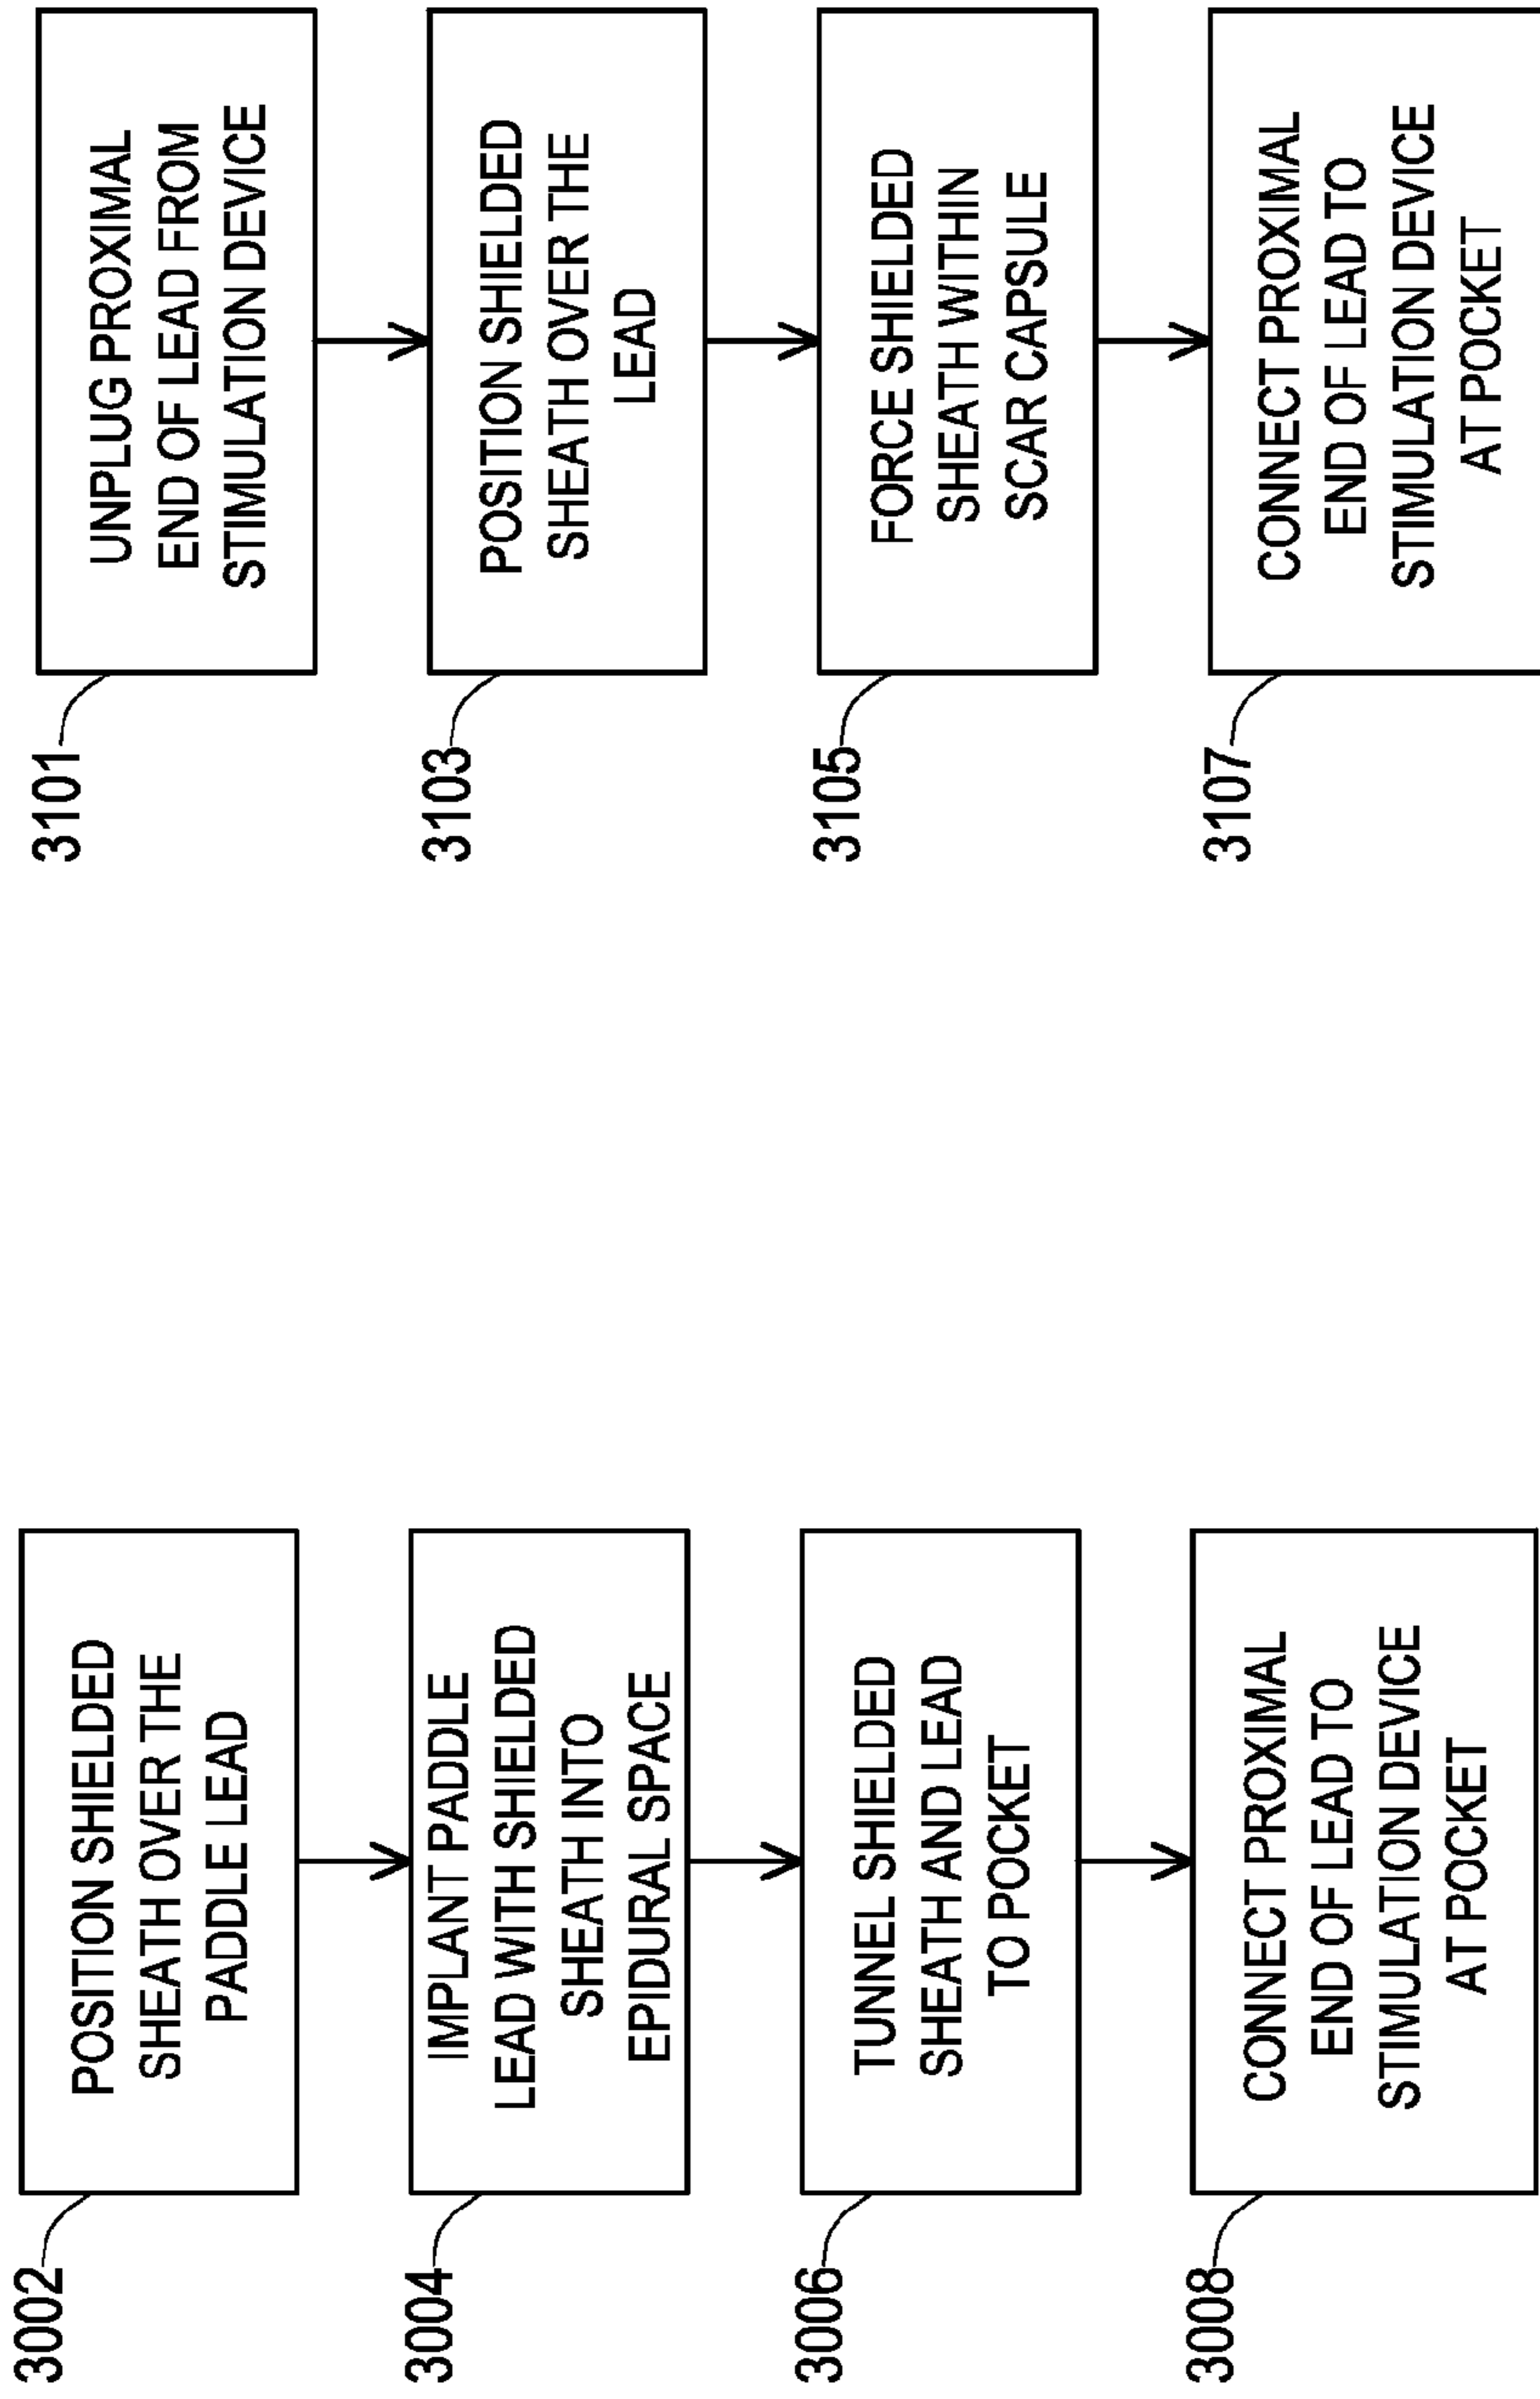 3002
POSITION SHIELDED
SHEATH OVER THE
PADDLE LEAD
3004
IMPLANT PADDLE
LEAD WITH SHIELDED
SHEATH INTO
EPIDURAL SPACE
3006
TUNNEL SHIELDED
SHEATH AND LEAD
TO POCKET
3008
CONNECT PROXIMAL
END OF LEAD TO
STIMULATION DEVICE
AT POCKET
3101
UNPLUG PROXIMAL
END OF LEAD FROM
STIMULATION DEVICE
3103
POSITION SHIELDED
SHEATH OVER THE
LEAD
3105
FORCE SHIELDED
SHEATH WITHIN
SCAR CAPSULE
3107
CONNECT PROXIMAL
END OF LEAD TO
STIMULATION DEVICE
AT POCKET